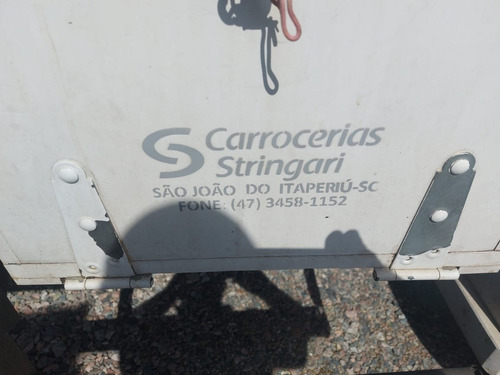 Carrocerias
Stringari
SÃO JOÃO DO ITAPERIÚ-SC
FONE: (47) 3458-1152